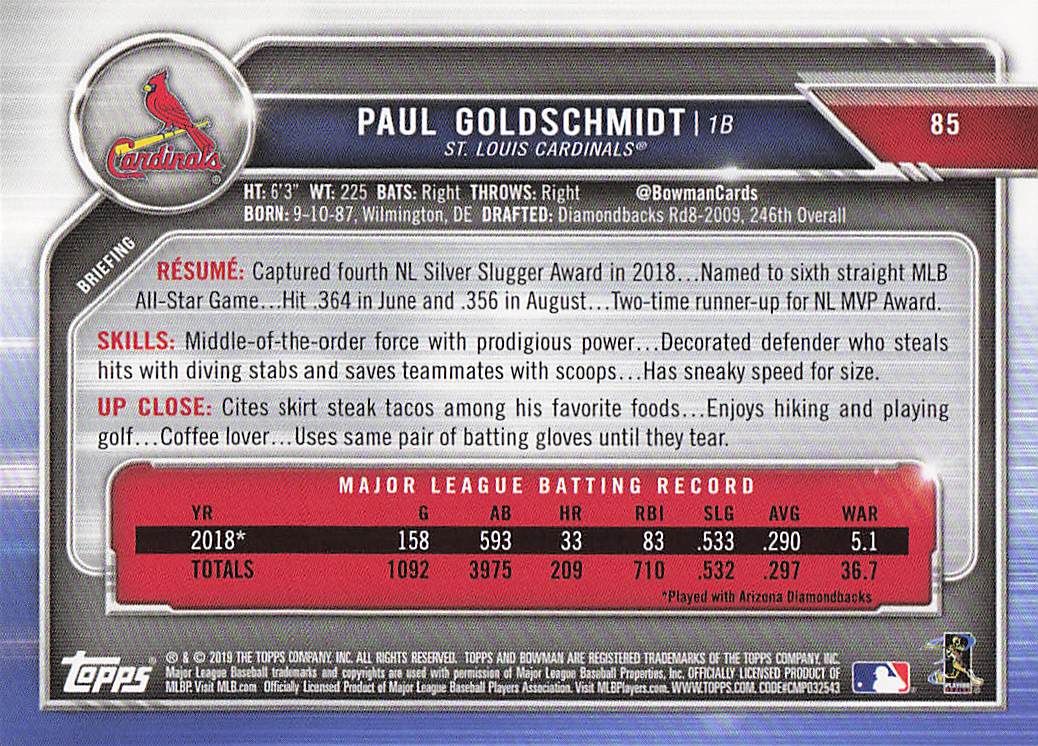 Cardinals®
PAUL GOLDSCHMIDT | 1B
85
ST. LOUIS CARDINALS®
HT: 6'3" WT: 225 BATS: Right THROWS: Right @BowmanCards
BORN: 9-10-87, Wilmington, DE DRAFTED: Diamondbacks Rd8-2009, 246th Overall
BRIEFING
RÉSUMÉ: Captured fourth NL Silver Slugger Award in 2018...Named to sixth straight MLB
All-Star Game...Hit .364 in June and .356 in August...Two-time runner-up for NL MVP Award.
SKILLS: Middle-of-the-order force with prodigious power...Decorated defender who steals
hits with diving stabs and saves teammates with scoops...Has sneaky speed for size.
UP CLOSE: Cites skirt steak tacos among his favorite foods...Enjoys hiking and playing
golf...Coffee lover...Uses same pair of batting gloves until they tear.
MAJOR LEAGUE BATTING RECORD
YR G AB HR RBI SLG AVG WAR
2018* 158 593 33 83 .533 .290 5.1
TOTALS 1092 3975 209 710 .532 .297 36.7
*Played with Arizona Diamondbacks
topps®
® & © 2019 THE TOPPS COMPANY, INC. ALL RIGHTS RESERVED. TOPPS AND BOWMAN ARE REGISTERED TRADEMARKS OF THE TOPPS COMPANY, INC.
Major League Baseball trademarks and copyrights are used with permission of Major League Baseball Properties, Inc. OFFICIALLY LICENSED PRODUCT OF
MLBP. Visit MLB.com Officially Licensed Product of Major League Baseball Players Association. Visit MLBPlayers.com. WWW.TOPPS.COM. CODE#CMP032543